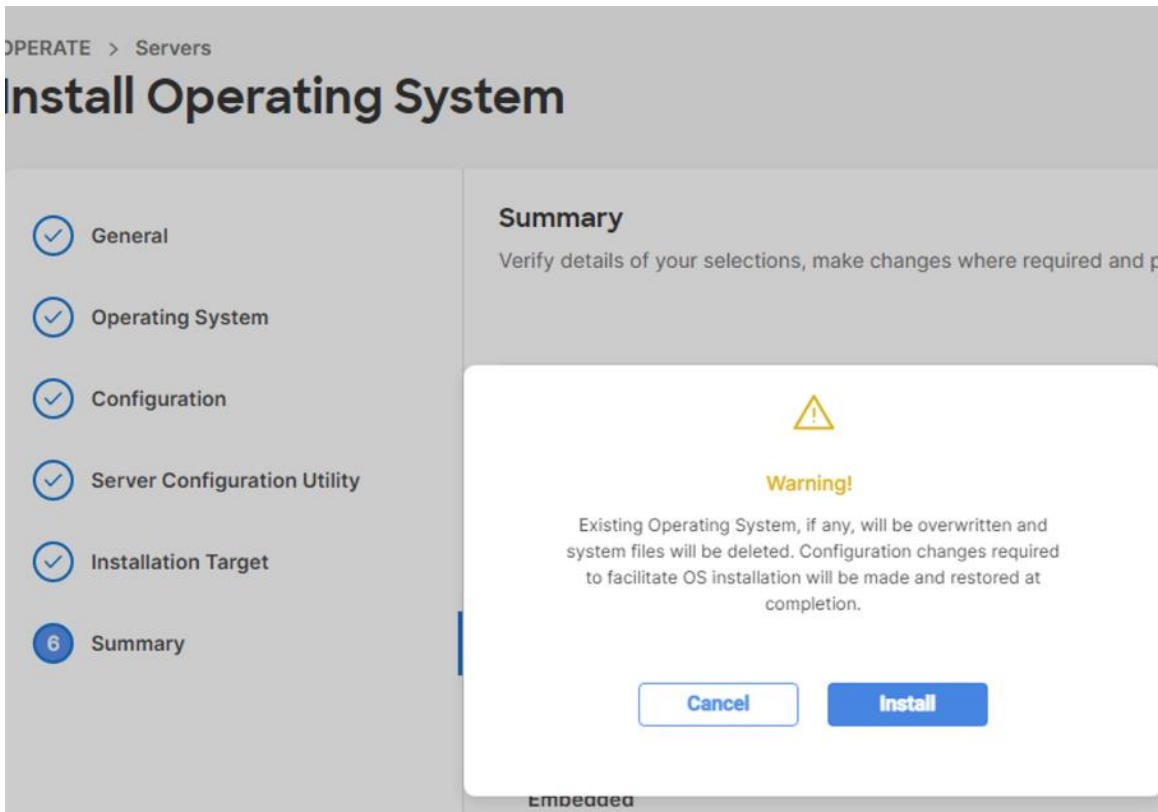 OPERATE > Servers
Install Operating System
General
Operating System
Configuration
Server Configuration Utility
Installation Target
6 Summary
Summary
Verify details of your selections, make changes where required and p
Warning!
Existing Operating System, if any, will be overwritten and
system files will be deleted. Configuration changes required
to facilitate OS installation will be made and restored at
completion.
Cancel Install
Embedded